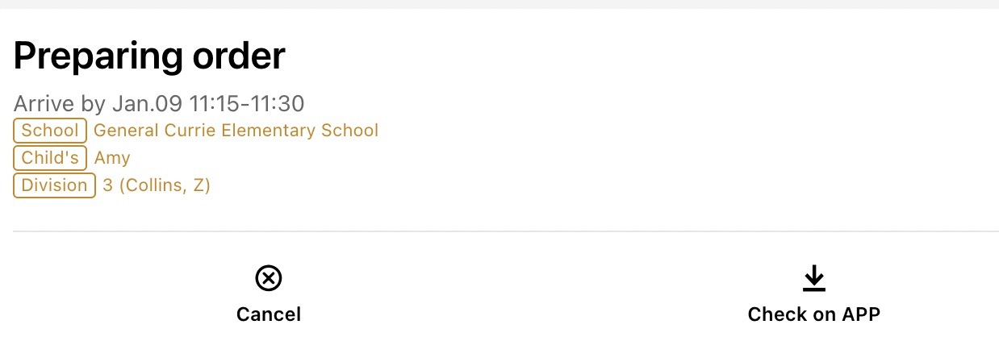 Preparing order
Arrive by Jan.09 11:15-11:30
School General Currie Elementary School
Child's Amy
Division 3 (Collins, Z)
Cancel
Check on APP